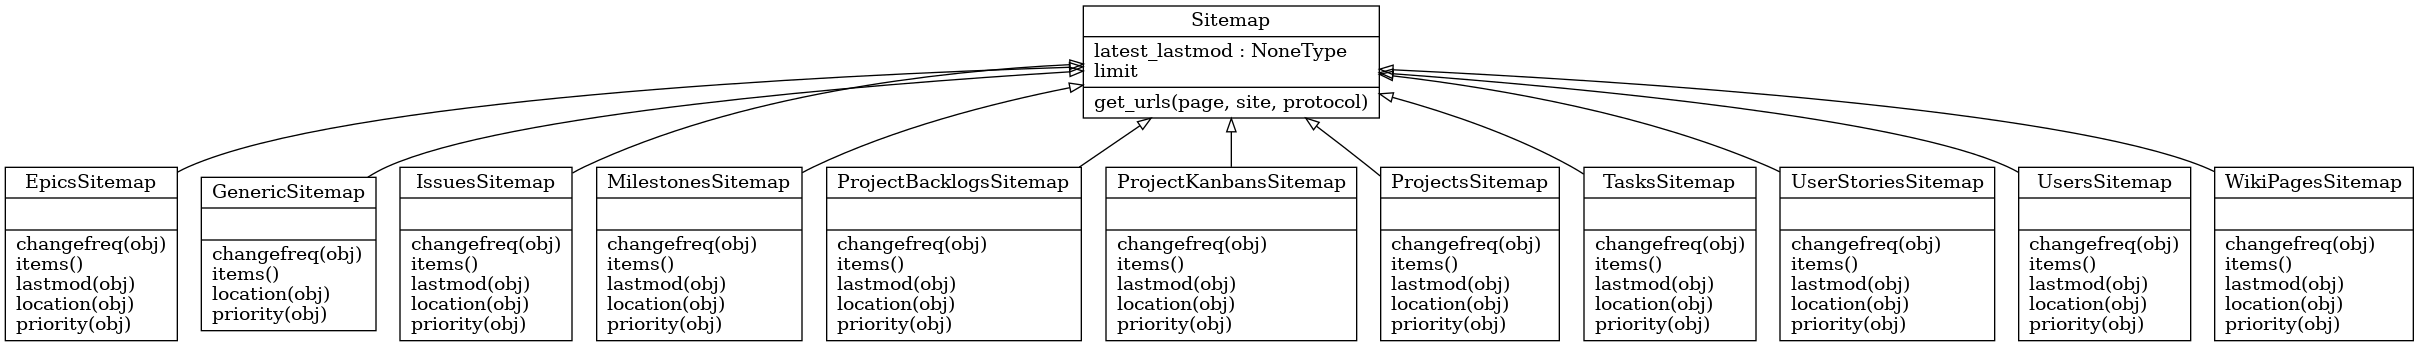 Sitemap
latest_lastmod : NoneType
limit
get_urls(page, site, protocol)
EpicsSitemap
changefreq(obj)
items()
lastmod(obj)
location(obj)
priority(obj)
GenericSitemap
changefreq(obj)
items()
location(obj)
priority(obj)
IssuesSitemap
changefreq(obj)
items()
lastmod(obj)
location(obj)
priority(obj)
MilestonesSitemap
changefreq(obj)
items()
lastmod(obj)
location(obj)
priority(obj)
ProjectBacklogsSitemap
changefreq(obj)
items()
lastmod(obj)
location(obj)
priority(obj)
ProjectKanbansSitemap
changefreq(obj)
items()
lastmod(obj)
location(obj)
priority(obj)
ProjectsSitemap
changefreq(obj)
items()
lastmod(obj)
location(obj)
priority(obj)
TasksSitemap
changefreq(obj)
items()
lastmod(obj)
location(obj)
priority(obj)
UserStoriesSitemap
changefreq(obj)
items()
lastmod(obj)
location(obj)
priority(obj)
UsersSitemap
changefreq(obj)
items()
lastmod(obj)
location(obj)
priority(obj)
WikiPagesSitemap
changefreq(obj)
items()
lastmod(obj)
location(obj)
priority(obj)